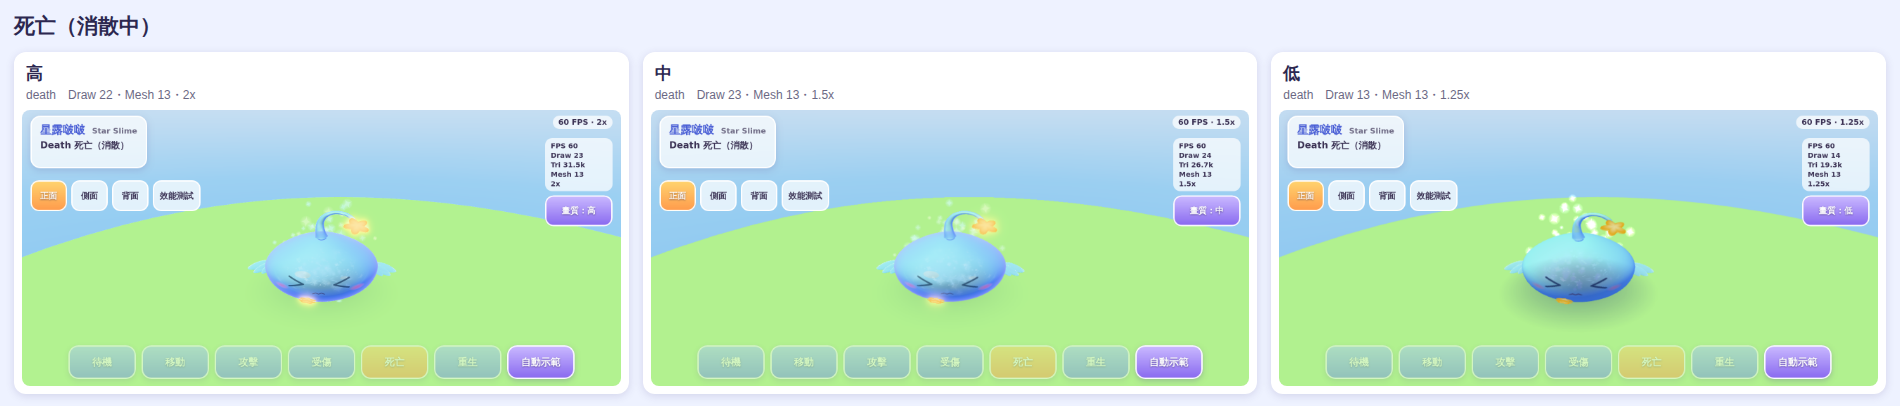 死亡（消散中）
高
death Draw 22・Mesh 13・2x
星露啵啵 Star Slime
Death 死亡（消散）
60 FPS · 2x
FPS 60
Draw 23
Tri 31.5k
Mesh 13
2x
正面 側面 背面 效能測試
畫質：高
待機 移動 攻擊 受傷 死亡 重生 自動示範
中
death Draw 23・Mesh 13・1.5x
星露啵啵 Star Slime
Death 死亡（消散）
60 FPS · 1.5x
FPS 60
Draw 24
Tri 26.7k
Mesh 13
1.5x
正面 側面 背面 效能測試
畫質：中
待機 移動 攻擊 受傷 死亡 重生 自動示範
低
death Draw 13・Mesh 13・1.25x
星露啵啵 Star Slime
Death 死亡（消散）
60 FPS · 1.25x
FPS 60
Draw 14
Tri 19.3k
Mesh 13
1.25x
正面 側面 背面 效能測試
畫質：低
待機 移動 攻擊 受傷 死亡 重生 自動示範